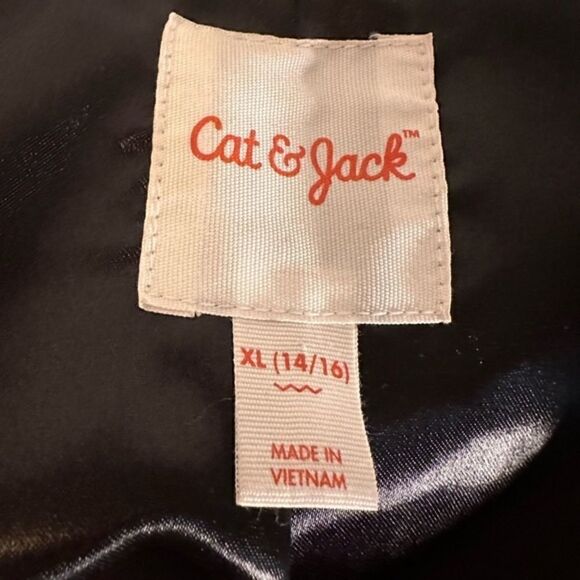 Cat & Jack™
XL (14/16)
MADE IN
VIETNAM